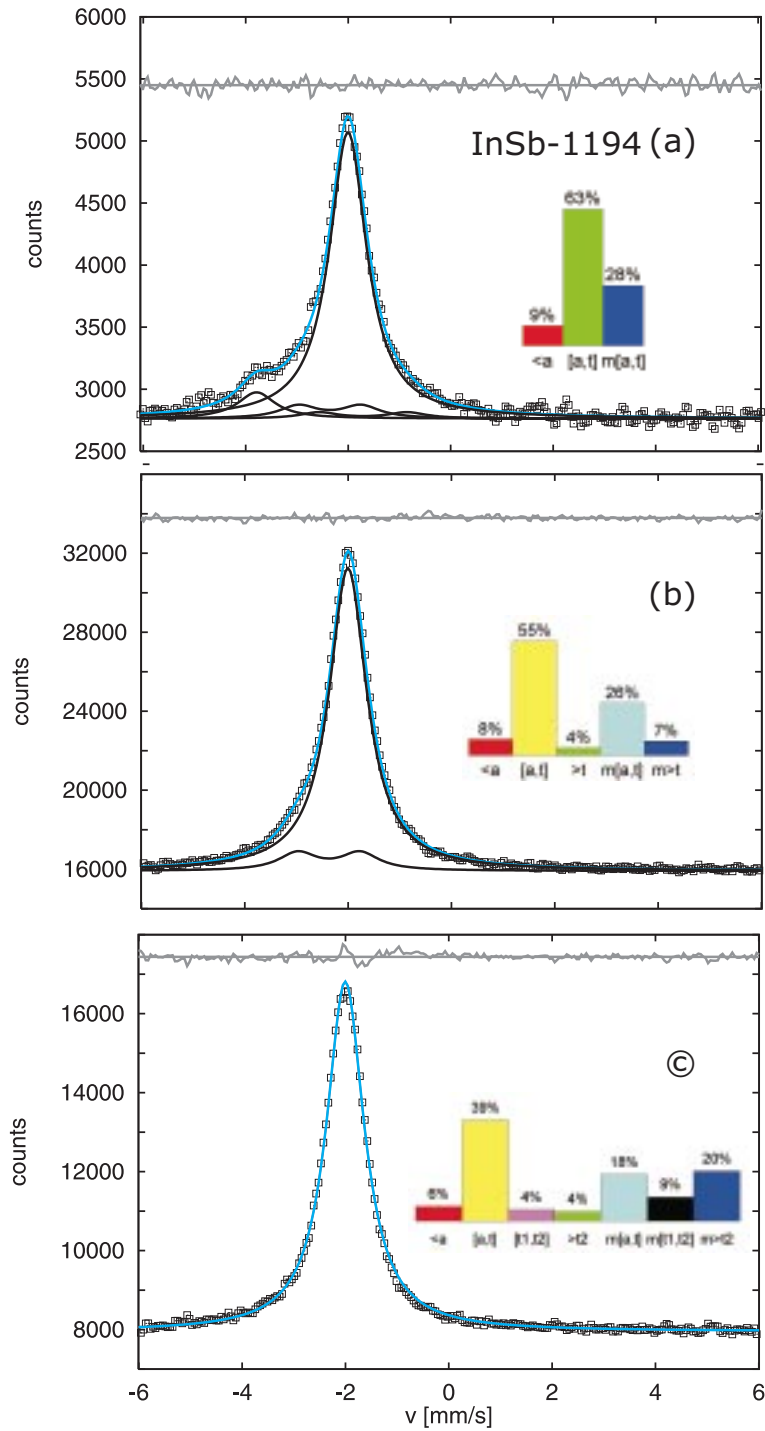 6000
5500
5000
4500
4000
3500
3000
2500
counts
InSb-1194 (a)
63%
28%
9%
<a [a,t] m[a,t]
32000
28000
24000
20000
16000
counts
(b)
55%
26%
8% 4% 7%
<a [a,t] >t m[a,t] m>t
16000
14000
12000
10000
8000
counts
©
39%
18% 20%
6% 4% 4% 9%
<a [a,t] [t1,t2] >t2 m[a,t] m[t1,t2] m>t2
-6 -4 -2 0 2 4 6
v [mm/s]